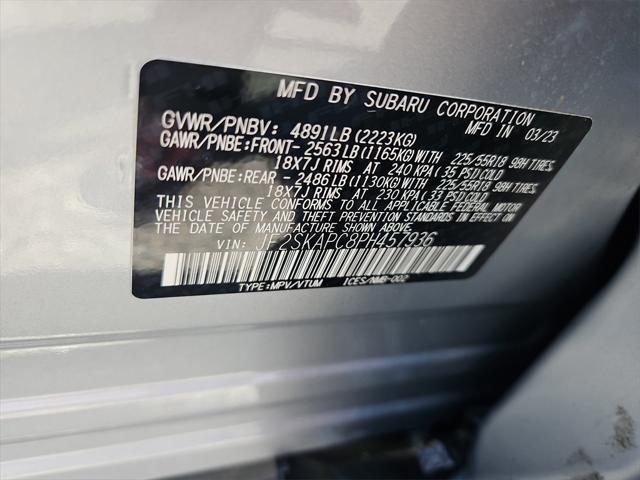 MFD BY SUBARU CORPORATION
GVWR/PNBV: 4891LB(2223KG) MFD IN 03/23
GAWR/PNBE:FRONT- 2563LB(1165KG)WITH 225/55R18 98H TIRES,
18X7J RIMS AT 240 KPA(35 PSI)COLD
GAWR/PNBE:REAR - 2486LB(1130KG)WITH 225/55R18 98H TIRES,
18X7J RIMS AT 230 KPA(33 PSI)COLD
THIS VEHICLE CONFORMS TO ALL APPLICABLE FEDERAL MOTOR
VEHICLE SAFETY AND THEFT PREVENTION STANDARDS IN EFFECT ON
THE DATE OF MANUFACTURE SHOWN ABOVE.
VIN: JF2SKAPC8PH457936
TYPE:MPV/VTUM ICES/NMB-002